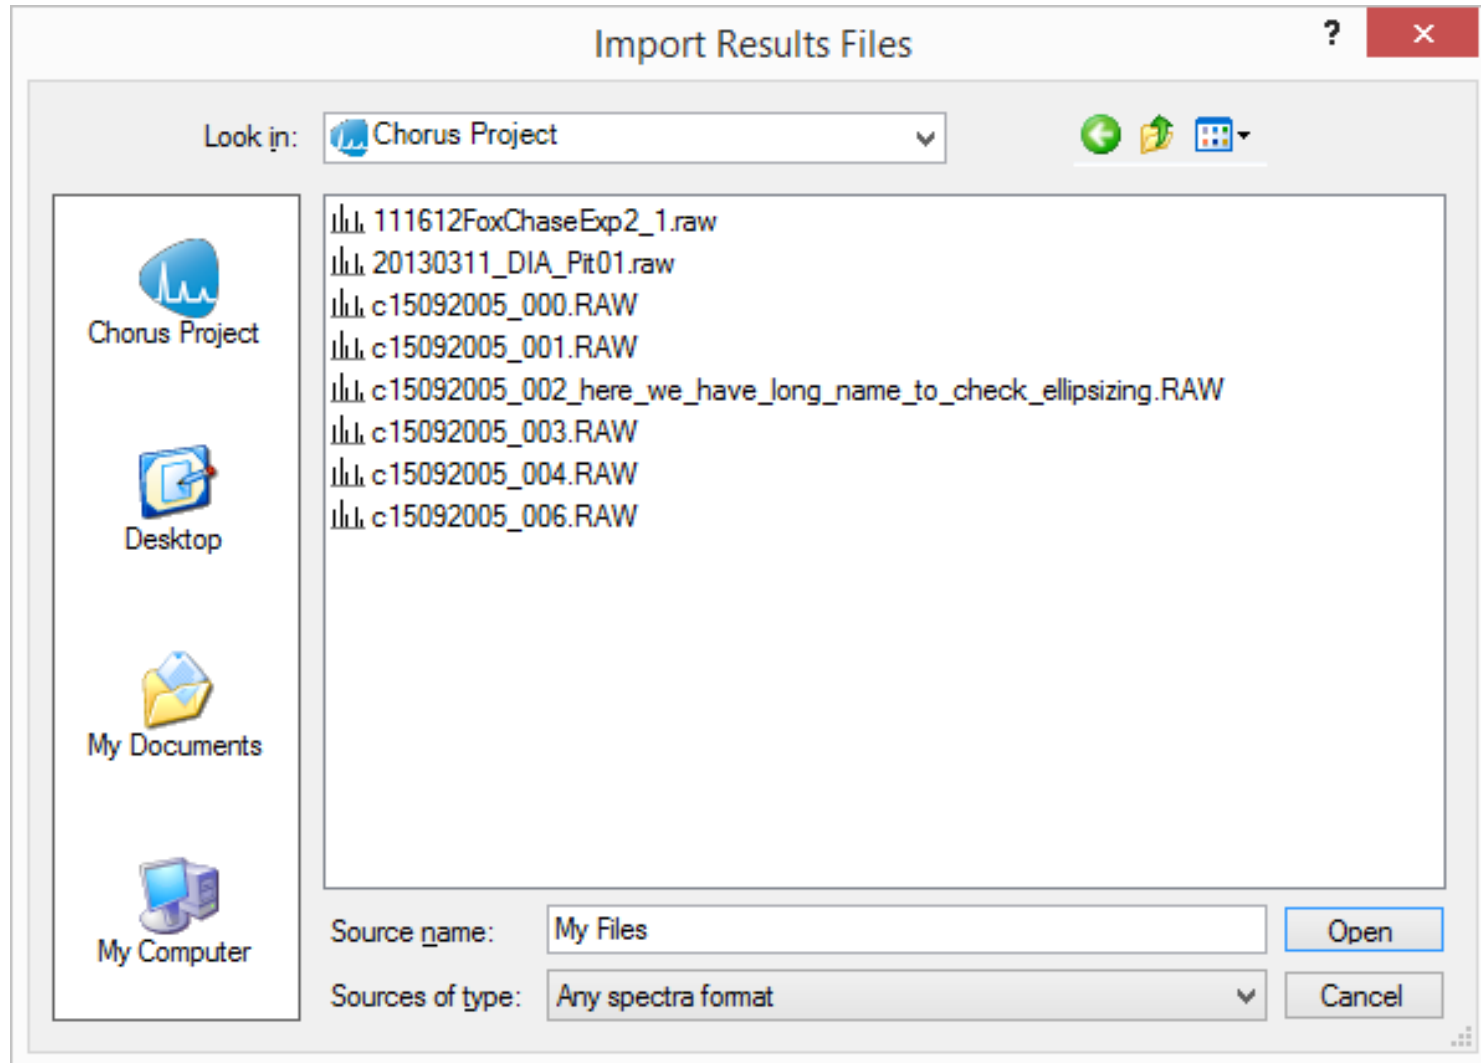 Import Results Files
?
Look in:
Chorus Project
111612FoxChaseExp2_1.raw
20130311_DIA_Pit01.raw
c15092005_000.RAW
c15092005_001.RAW
c15092005_002_here_we_have_long_name_to_check_ellipsizing.RAW
c15092005_003.RAW
c15092005_004.RAW
c15092005_006.RAW
Chorus Project
Desktop
My Documents
My Computer
Source name:
My Files
Open
Sources of type:
Any spectra format
Cancel